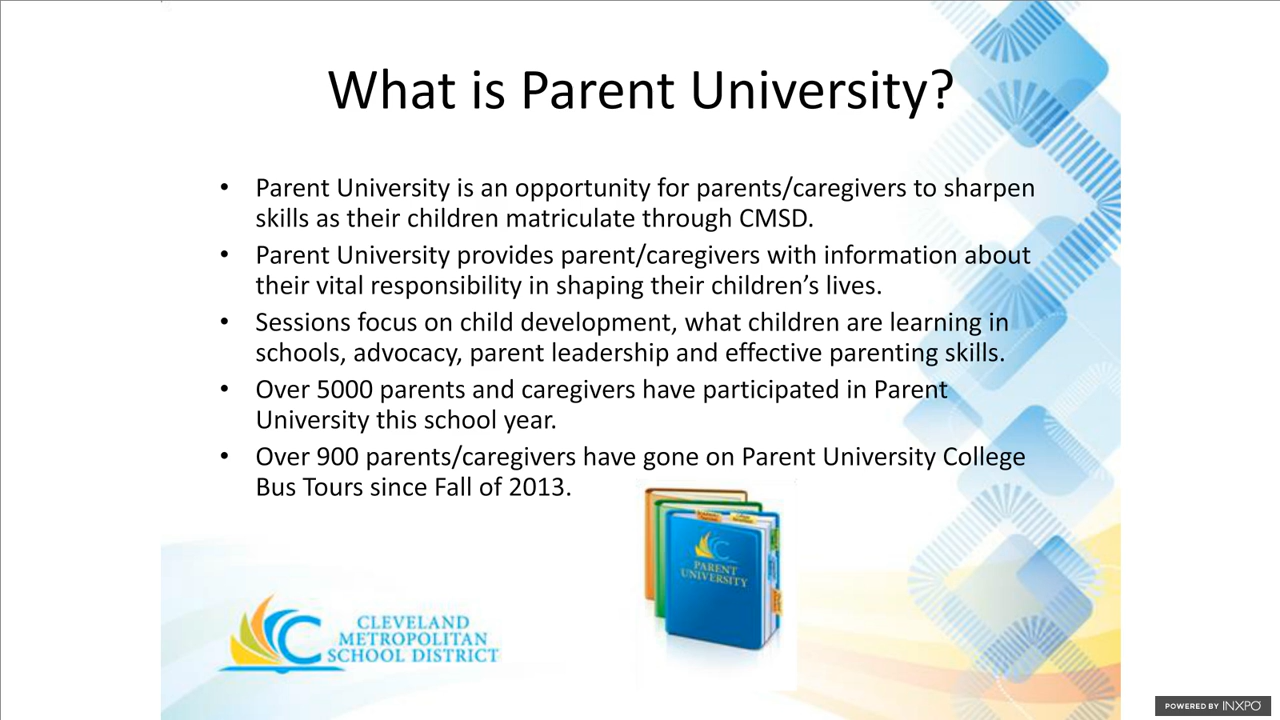 What is Parent University?
• Parent University is an opportunity for parents/caregivers to sharpen
skills as their children matriculate through CMSD.
• Parent University provides parent/caregivers with information about
their vital responsibility in shaping their children’s lives.
• Sessions focus on child development, what children are learning in
schools, advocacy, parent leadership and effective parenting skills.
• Over 5000 parents and caregivers have participated in Parent
University this school year.
• Over 900 parents/caregivers have gone on Parent University College
Bus Tours since Fall of 2013.
PARENT
UNIVERSITY
CLEVELAND
METROPOLITAN
SCHOOL DISTRICT
POWERED BY INXPO